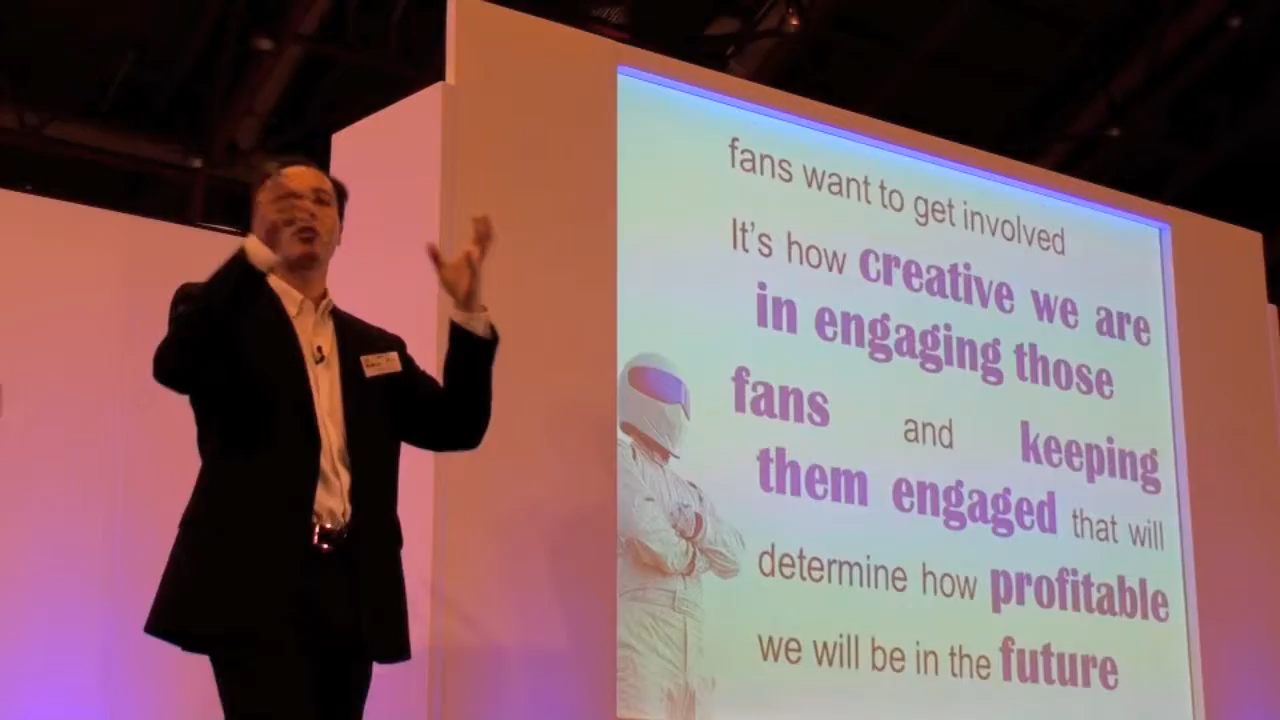 fans want to get involved
It's how creative we are
in engaging those
fans and keeping
them engaged that will
determine how profitable
we will be in the future